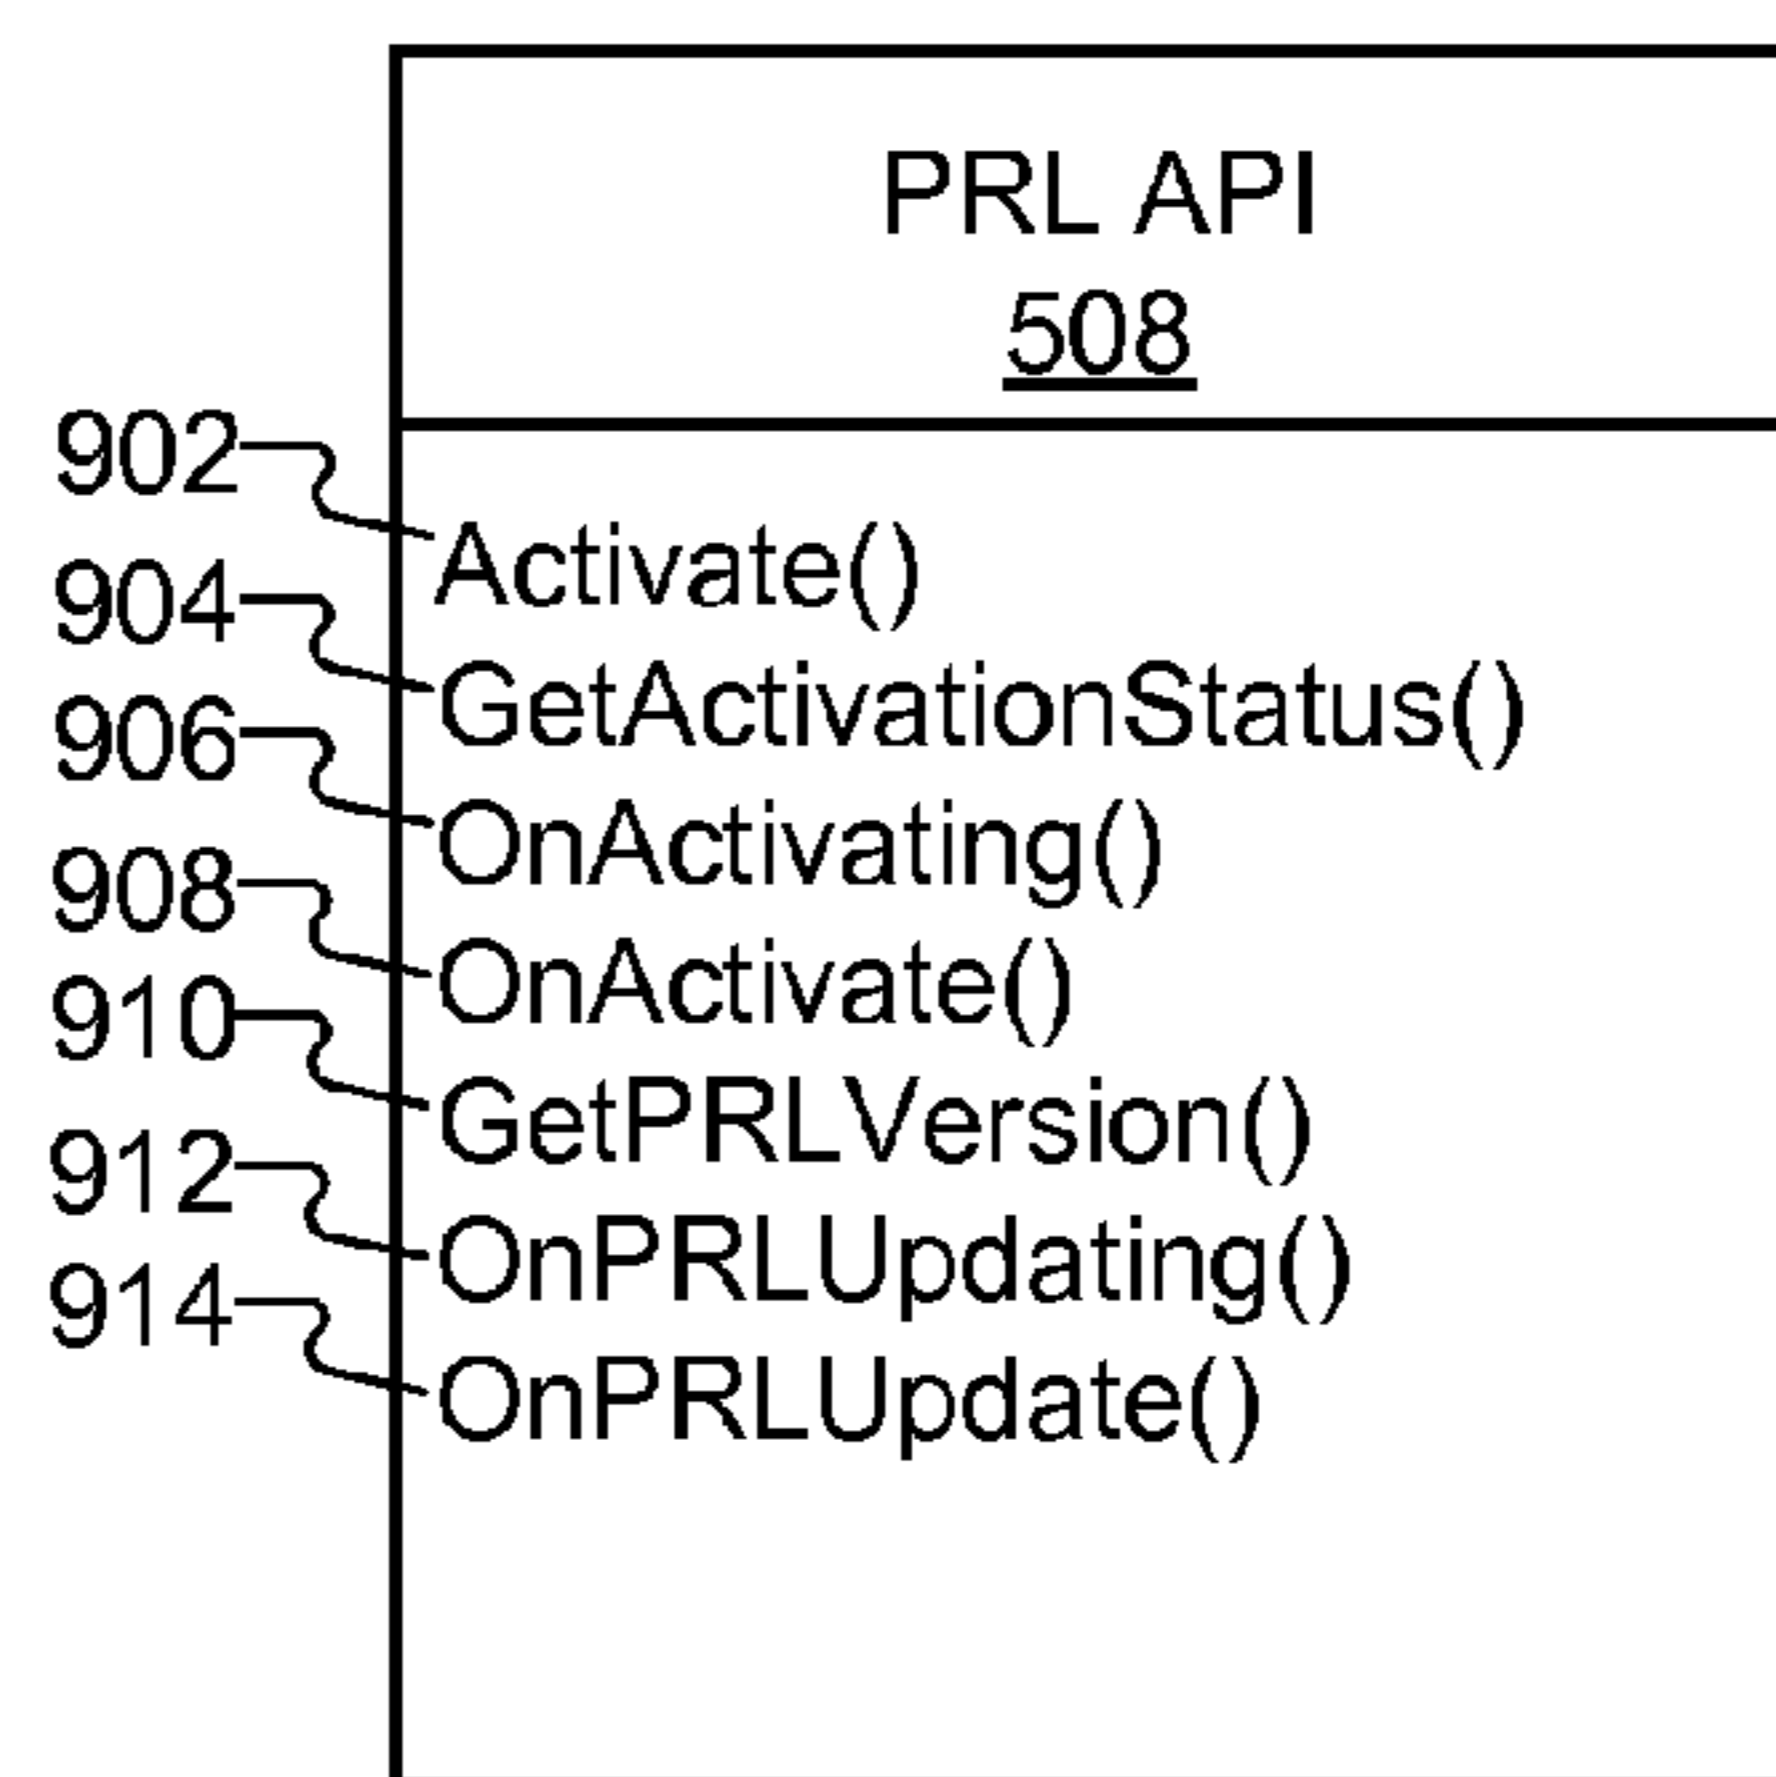 PRL API
508
902
Activate()
904
GetActivationStatus()
906
OnActivating()
908
OnActivate()
910
GetPRLVersion()
912
OnPRLUpdating()
914
OnPRLUpdate()